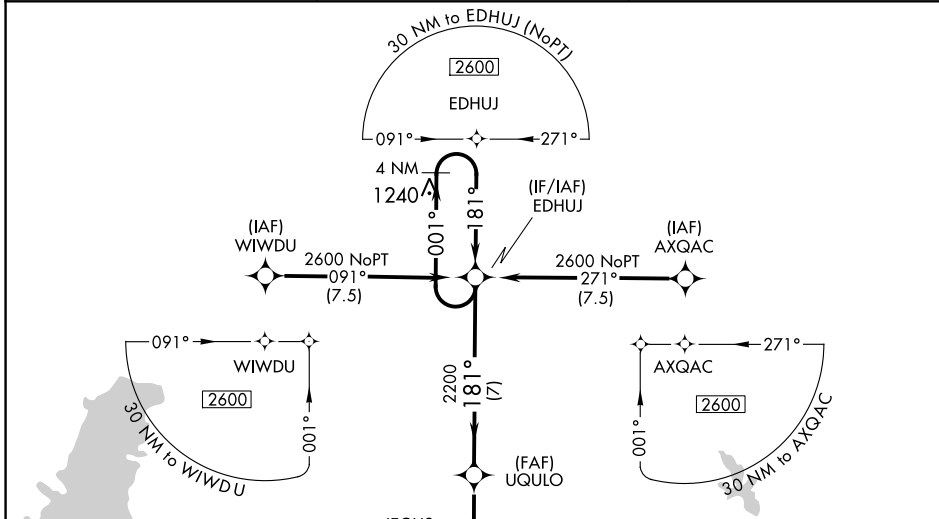 30 NM to EDHUJ (NoPT)
2600
EDHUJ
091°
271°
4 NM
1240
001°
181°
(IF/IAF)
EDHUJ
(IAF)
WIWDU
2600 NoPT
091°
(7.5)
(IAF)
AXQAC
2600 NoPT
271°
(7.5)
091°
WIWDU
2600
001°
30 NM to WIWDU
2200
181°
(7)
271°
AXQAC
2600
001°
30 NM to AXQAC
(FAF)
UQULO